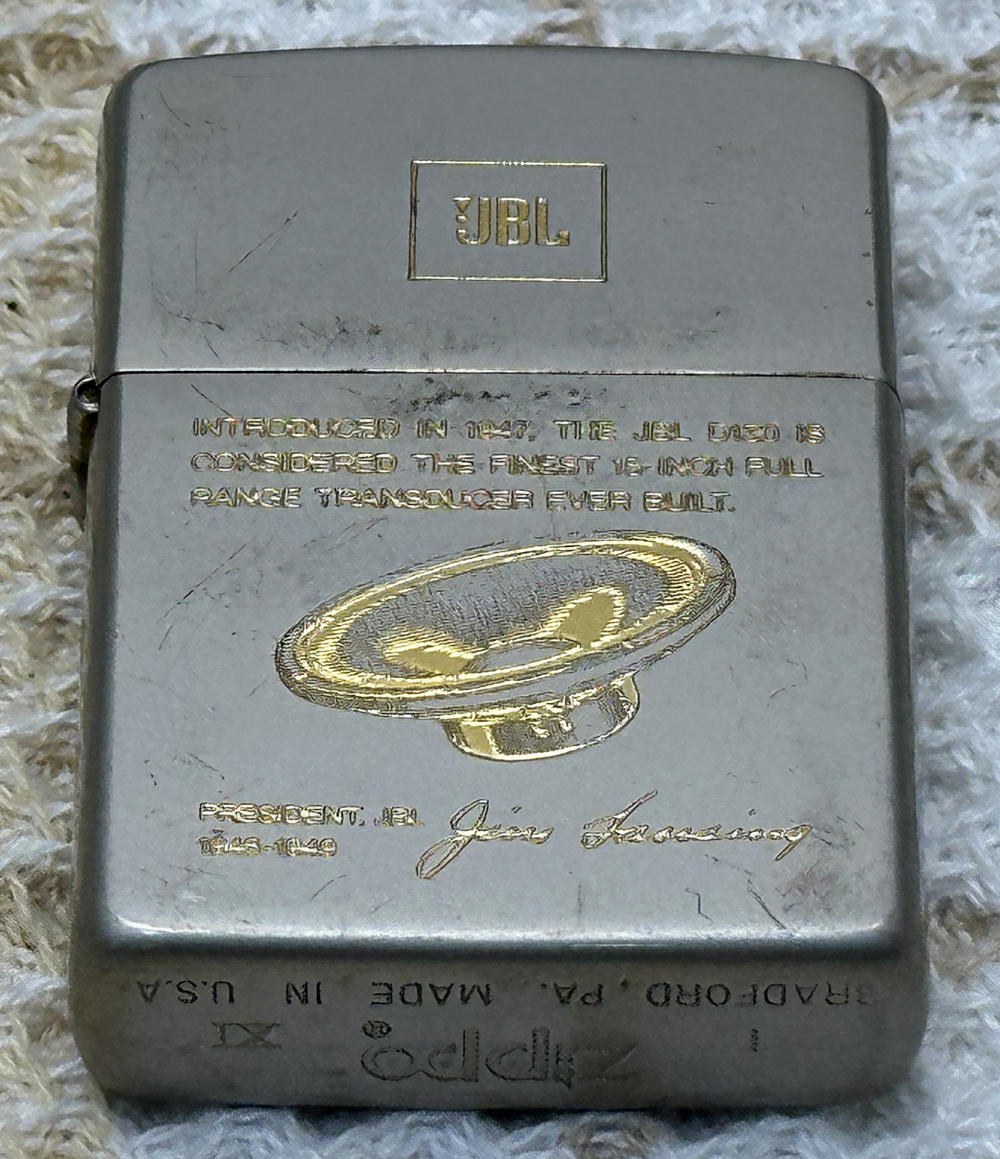 JBL
INTRODUCED IN 1947, THE JBL D130 IS
CONSIDERED THE FINEST 15-INCH FULL
RANGE TRANSDUCER EVER BUILT.
PRESIDENT, JBL
1946-1949
Jim Lansing
BRADFORD, PA. MADE IN U.S.A
I Zippo® XI